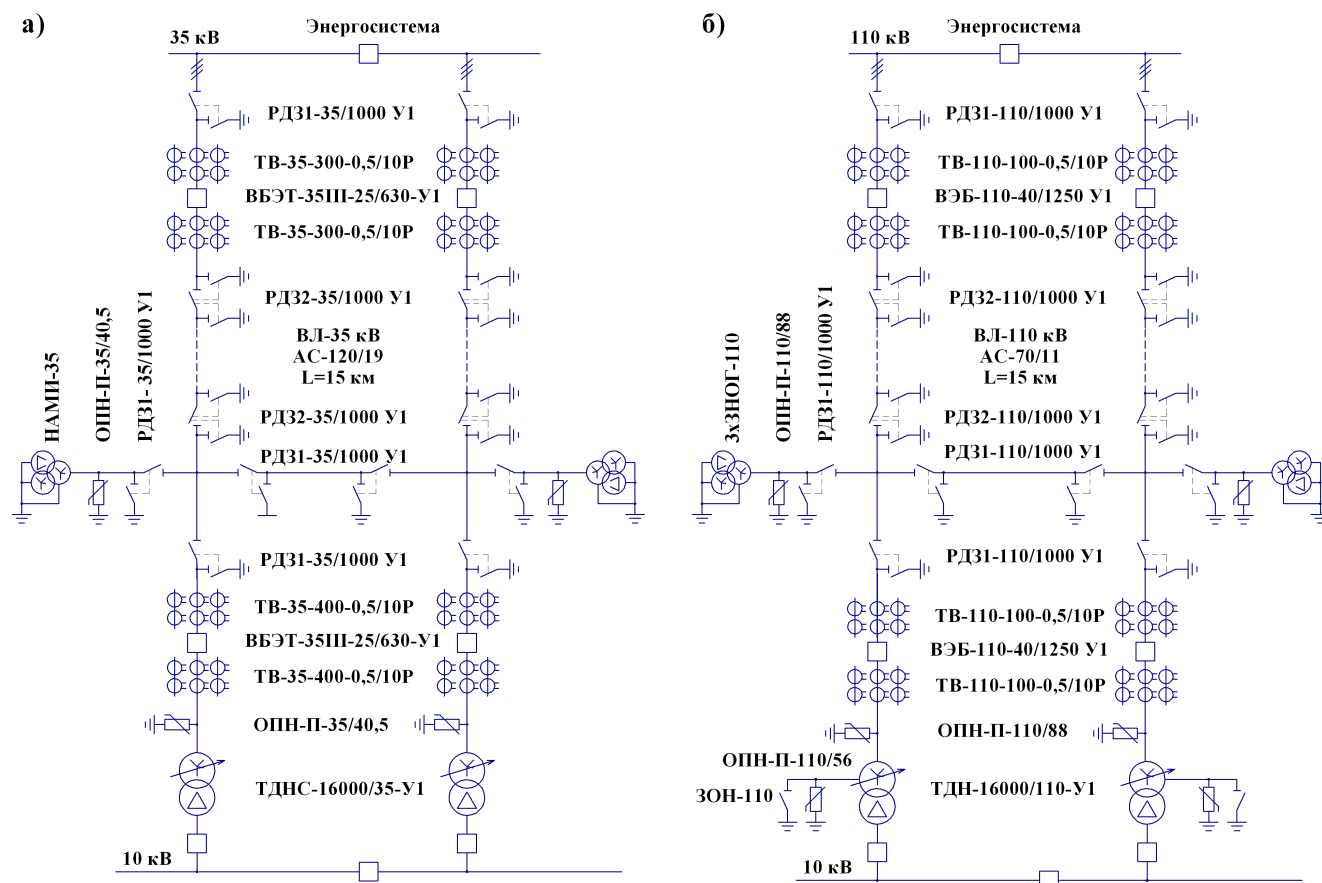 а)
Энергосистема
35 кВ
РДЗ1-35/1000 У1
ТВ-35-300-0,5/10Р
ВБЭТ-35III-25/630-У1
ТВ-35-300-0,5/10Р
РДЗ2-35/1000 У1
ВЛ-35 кВ
АС-120/19
L=15 км
НАМИ-35
ОПН-П-35/40,5
РДЗ1- 35/1000 У1
РДЗ2-35/1000 У1
РДЗ1-35/1000 У1
РДЗ1-35/1000 У1
ТВ-35-400-0,5/10Р
ВБЭТ-35III-25/630-У1
ТВ-35-400-0,5/10Р
ОПН-П-35/40,5
ТДНС-16000/35-У1
10 кВ
б)
Энергосистема
110 кВ
РДЗ1-110/1000 У1
ТВ-110-100-0,5/10Р
ВЭБ-110-40/1250 У1
ТВ-110-100-0,5/10Р
РДЗ2-110/1000 У1
ВЛ-110 кВ
АС-70/11
L=15 км
3хЗНОГ-110
ОПН-П-110/88
РДЗ1-110/1000 У1
РДЗ2-110/1000 У1
РДЗ1-110/1000 У1
РДЗ1-110/1000 У1
ТВ-110-100-0,5/10Р
ВЭБ-110-40/1250 У1
ТВ-110-100-0,5/10Р
ОПН-П-110/88
ОПН-П-110/56
ЗОН-110
ТДН-16000/110-У1
10 кВ